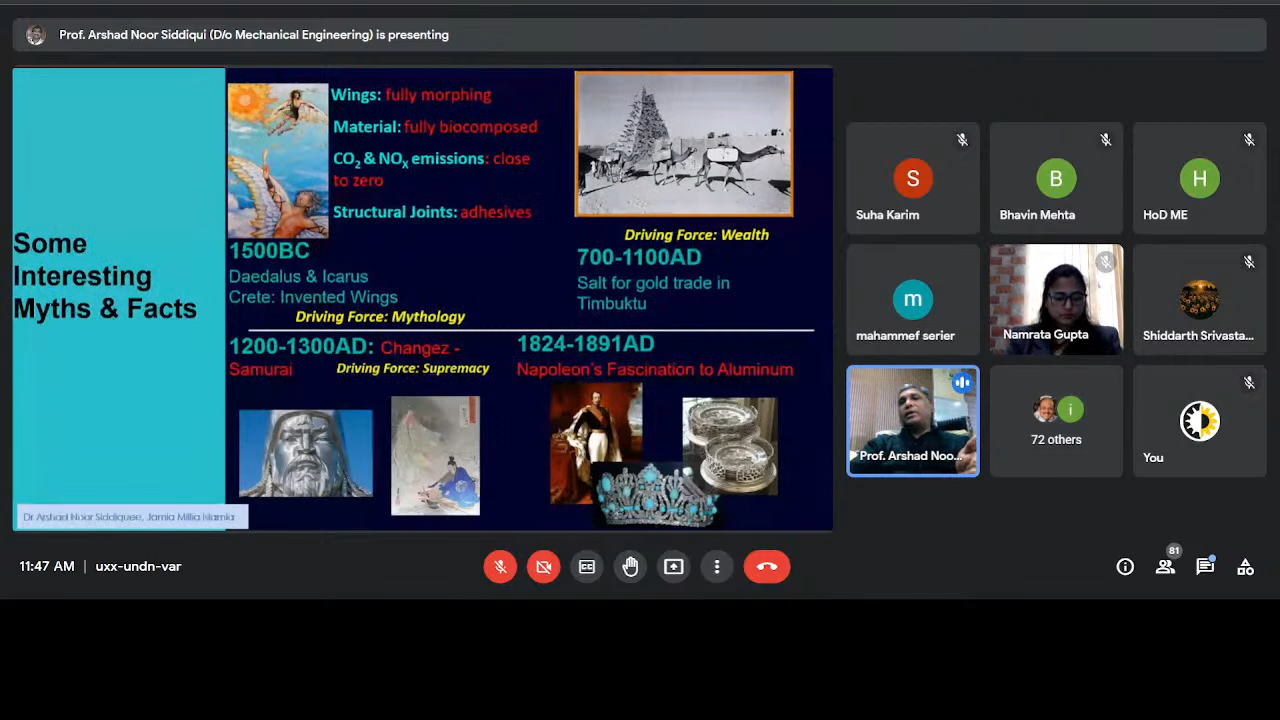 Prof. Arshad Noor Siddiqui (D/o Mechanical Engineering) is presenting
Some
Interesting
Myths & Facts
Wings: fully morphing
Material: fully biocomposed
CO2 & NOX emissions: close
to zero
Structural Joints: adhesives
1500BC
Daedalus & Icarus
Crete: Invented Wings
Driving Force: Mythology
Driving Force: Wealth
700-1100AD
Salt for gold trade in
Timbuktu
1200-1300AD: Changez -
Samurai
Driving Force: Supremacy
1824-1891AD
Napoleon's Fascination to Aluminum
Dr Arshad Noor Siddiquee, Jamia Millia Islamia
S
Suha Karim
B
Bhavin Mehta
H
HoD ME
m
mahammef serier
Namrata Gupta
Shiddarth Srivasta...
Prof. Arshad Noo...
i
72 others
You
11:47 AM | uxx-undn-var
81